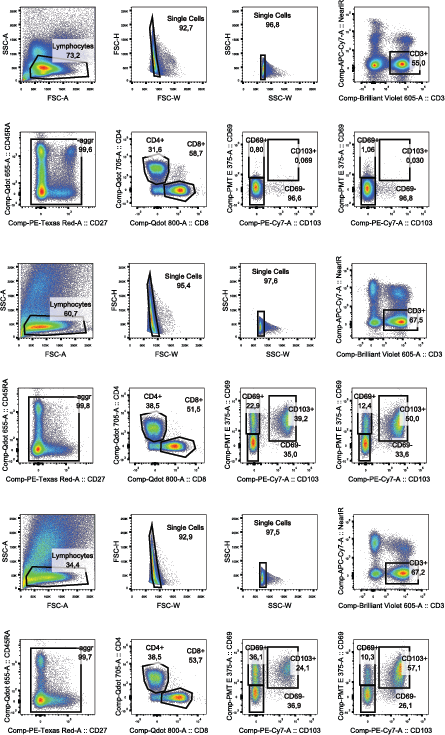 SSC-A
Lymphocytes
73,2
FSC-A
FSC-H
Single Cells
92,7
FSC-W
SSC-H
Single Cells
96,8
SSC-W
Comp-APC-Cy7-A :: NearIR
CD3+
55,0
Comp-Brilliant Violet 605-A :: CD3
Comp-Qdot 655-A :: CD45RA
aggr
99,6
Comp-PE-Texas Red-A :: CD27
Comp-Qdot 705-A :: CD4
CD4+
31,6
CD8+
58,7
Comp-Qdot 800-A :: CD8
Comp-PMT E 375-A :: CD69
CD69+
0,80
CD103+
0,069
CD69-
96,6
Comp-PE-Cy7-A :: CD103
Comp-PMT E 375-A :: CD69
CD69+
1,06
CD103+
0,030
CD69-
96,8
Comp-PE-Cy7-A :: CD103
SSC-A
Lymphocytes
60,7
FSC-A
FSC-H
Single Cells
95,4
FSC-W
SSC-H
Single Cells
97,6
SSC-W
Comp-APC-Cy7-A :: NearIR
CD3+
67,5
Comp-Brilliant Violet 605-A :: CD3
Comp-Qdot 655-A :: CD45RA
aggr
99,8
Comp-PE-Texas Red-A :: CD27
Comp-Qdot 705-A :: CD4
CD4+
38,5
CD8+
51,5
Comp-Qdot 800-A :: CD8
Comp-PMT E 375-A :: CD69
CD69+
22,9
CD103+
39,2
CD69-
35,0
Comp-PE-Cy7-A :: CD103
Comp-PMT E 375-A :: CD69
CD69+
12,4
CD103+
50,0
CD69-
33,6
Comp-PE-Cy7-A :: CD103
SSC-A
Lymphocytes
34,4
FSC-A
FSC-H
Single Cells
92,9
FSC-W
SSC-H
Single Cells
97,5
SSC-W
Comp-APC-Cy7-A :: NearIR
CD3+
67,2
Comp-Brilliant Violet 605-A :: CD3
Comp-Qdot 655-A :: CD45RA
aggr
99,7
Comp-PE-Texas Red-A :: CD27
Comp-Qdot 705-A :: CD4
CD4+
38,5
CD8+
53,7
Comp-Qdot 800-A :: CD8
Comp-PMT E 375-A :: CD69
CD69+
36,1
CD103+
24,1
CD69-
36,9
Comp-PE-Cy7-A :: CD103
Comp-PMT E 375-A :: CD69
CD69+
10,3
CD103+
57,1
CD69-
26,1
Comp-PE-Cy7-A :: CD103